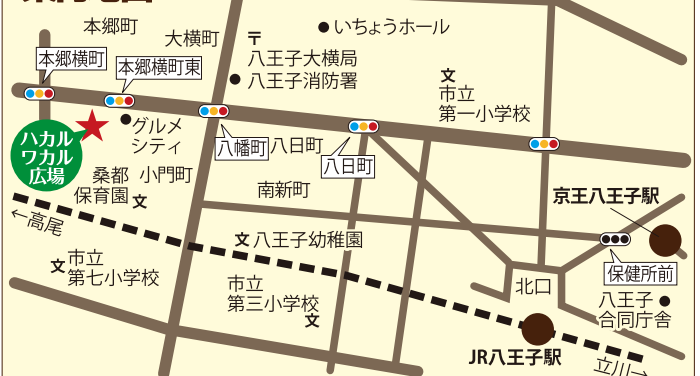 本郷町
大横町
いちょうホール
〒
八王子大横局
八王子消防署
本郷横町
本郷横町東
文
市立
第一小学校
グルメ
シティ
八幡町
八日町
八日町
ハカル
ワカル
広場
桑都
保育園
文
小門町
南新町
京王八王子駅
←高尾
文
八王子幼稚園
保健所前
文
市立
第七小学校
市立
第三小学校
文
北口
八王子
合同庁舎
JR八王子駅
立川→